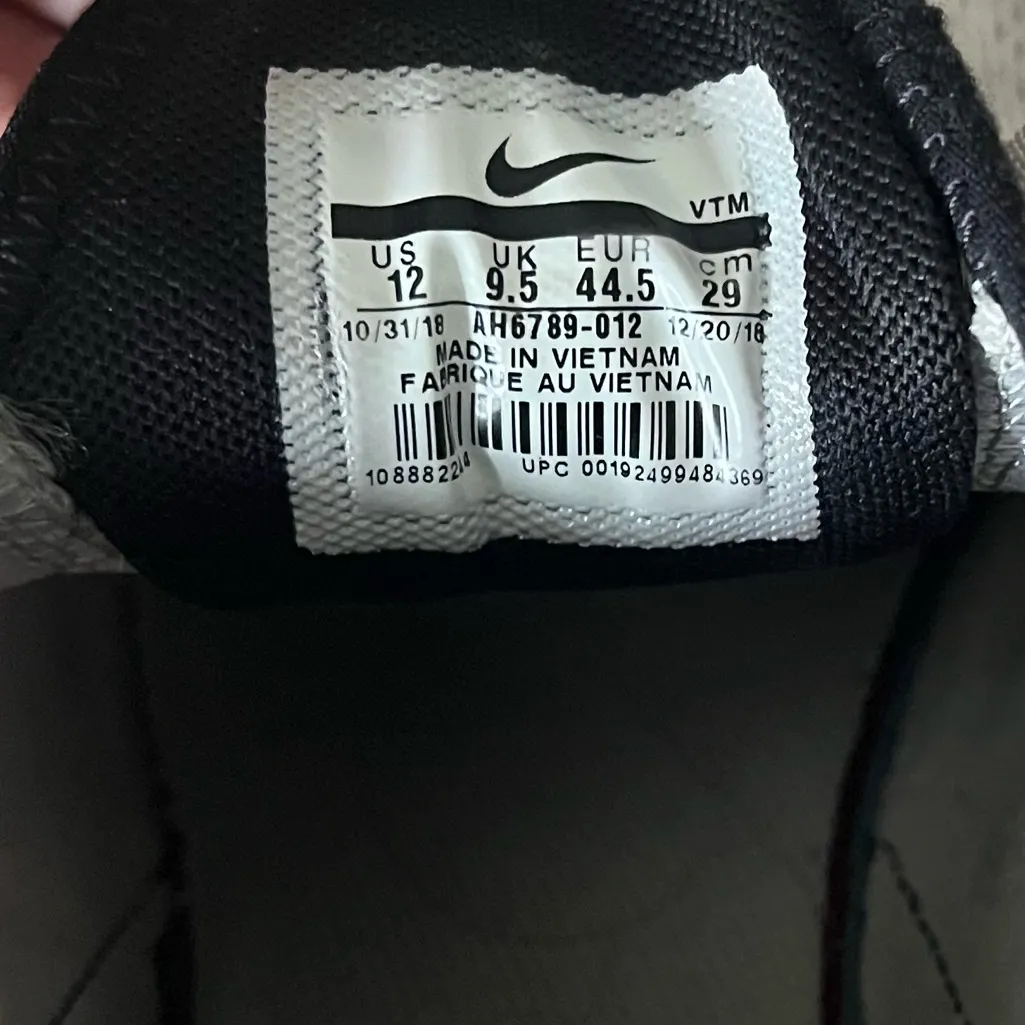 VTM
US UK EUR cm
12 9.5 44.5 29
10/31/18 AH6789-012 12/20/18
MADE IN VIETNAM
FABRIQUE AU VIETNAM
UPC 00192499484369